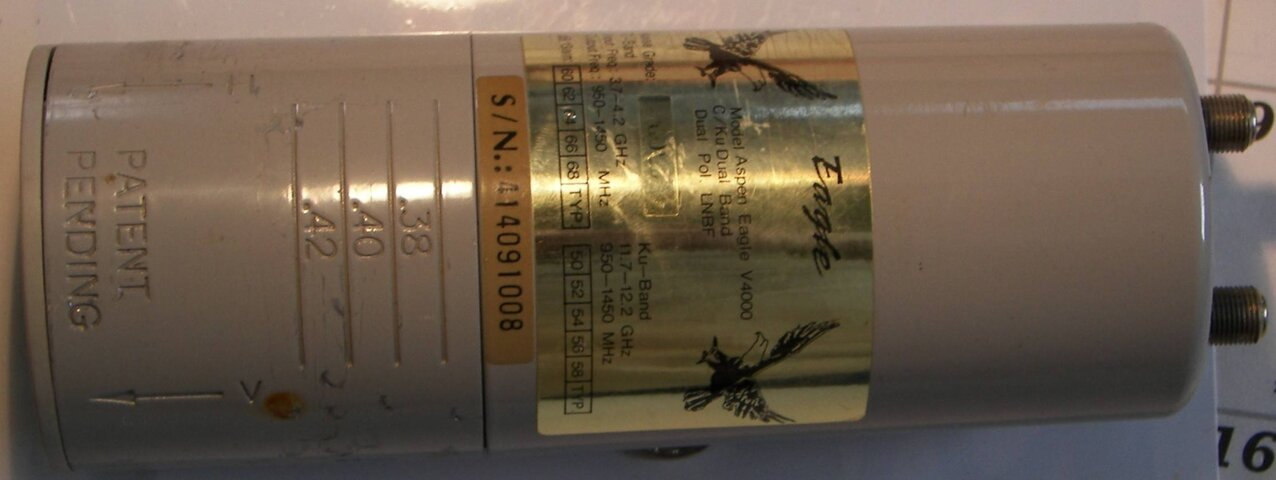 Eagle
Model Aspen Eagle V4000
C/Ku Dual Band
Dual Pol LNBF
Ku-Band
3.7-4.2 GHz 11.7-12.2 GHz
950-1450 MHz 950-1450 MHz
60 62 64 66 68 TYP 50 52 54 56 58 TYP
S/N.: 414091008
.38
.40
.42
PATENT
PENDING
V
16